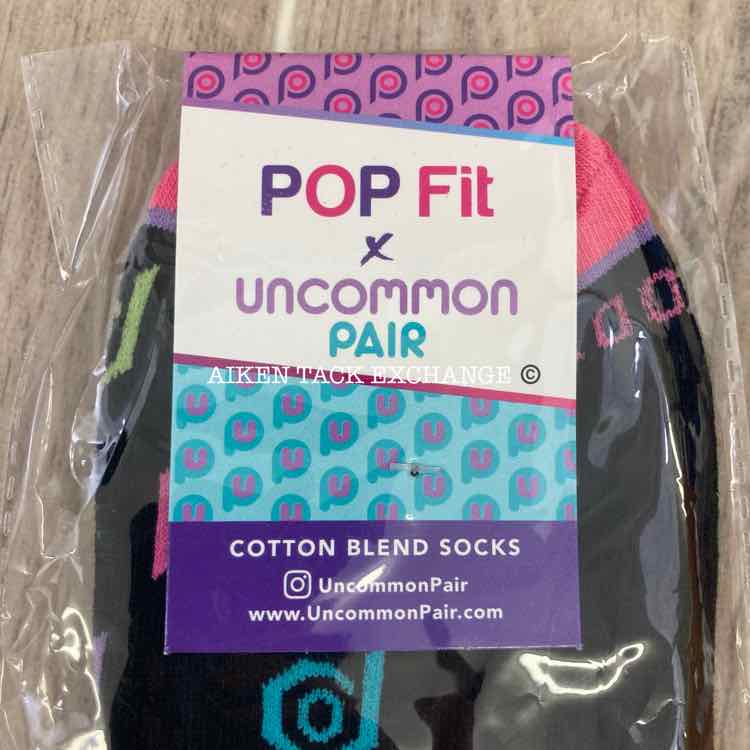 POP Fit
x
uncommon
PAIR
AIKEN TACK EXCHANGE ©
COTTON BLEND SOCKS
UncommonPair
www.UncommonPair.com